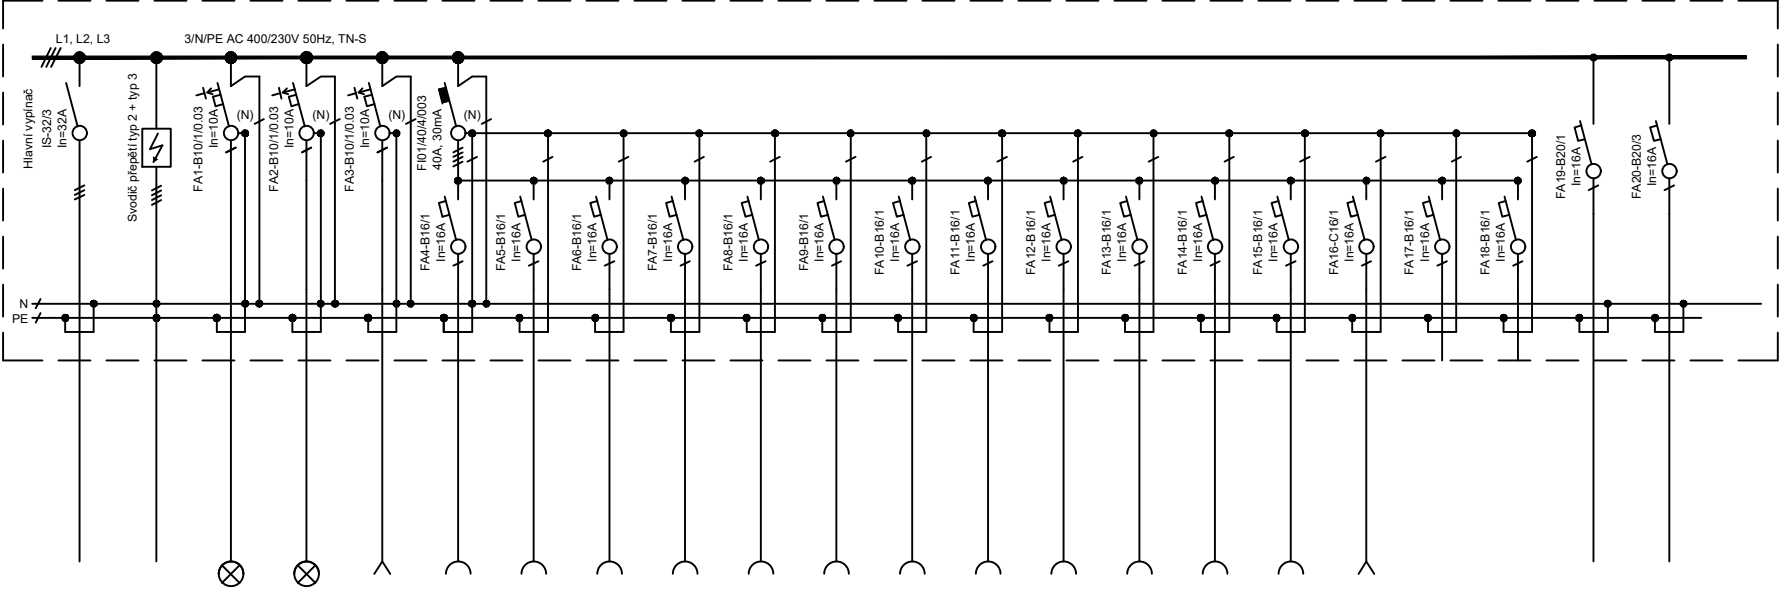 L1, L2, L3
3/N/PE AC 400/230V 50Hz, TN-S
Hlavní vypínač
IS-32/3
In=32A
Svodič přepětí typ 2 + typ 3
FA1-B10/1/0.03
In=10A
(N)
FA2-B10/1/0.03
In=10A
(N)
FA3-B10/1/0.03
In=10A
(N)
FI01/40/4/003
40A, 30mA
(N)
FA4-B16/1
In=16A
FA5-B16/1
In=16A
FA6-B16/1
In=16A
FA7-B16/1
In=16A
FA8-B16/1
In=16A
FA9-B16/1
In=16A
FA10-B16/1
In=16A
FA11-B16/1
In=16A
FA12-B16/1
In=16A
FA13-B16/1
In=16A
FA14-B16/1
In=16A
FA15-B16/1
In=16A
FA16-C16/1
In=16A
FA17-B16/1
In=16A
FA18-B16/1
In=16A
FA19-B20/1
In=16A
FA20-B20/3
In=16A
N
PE